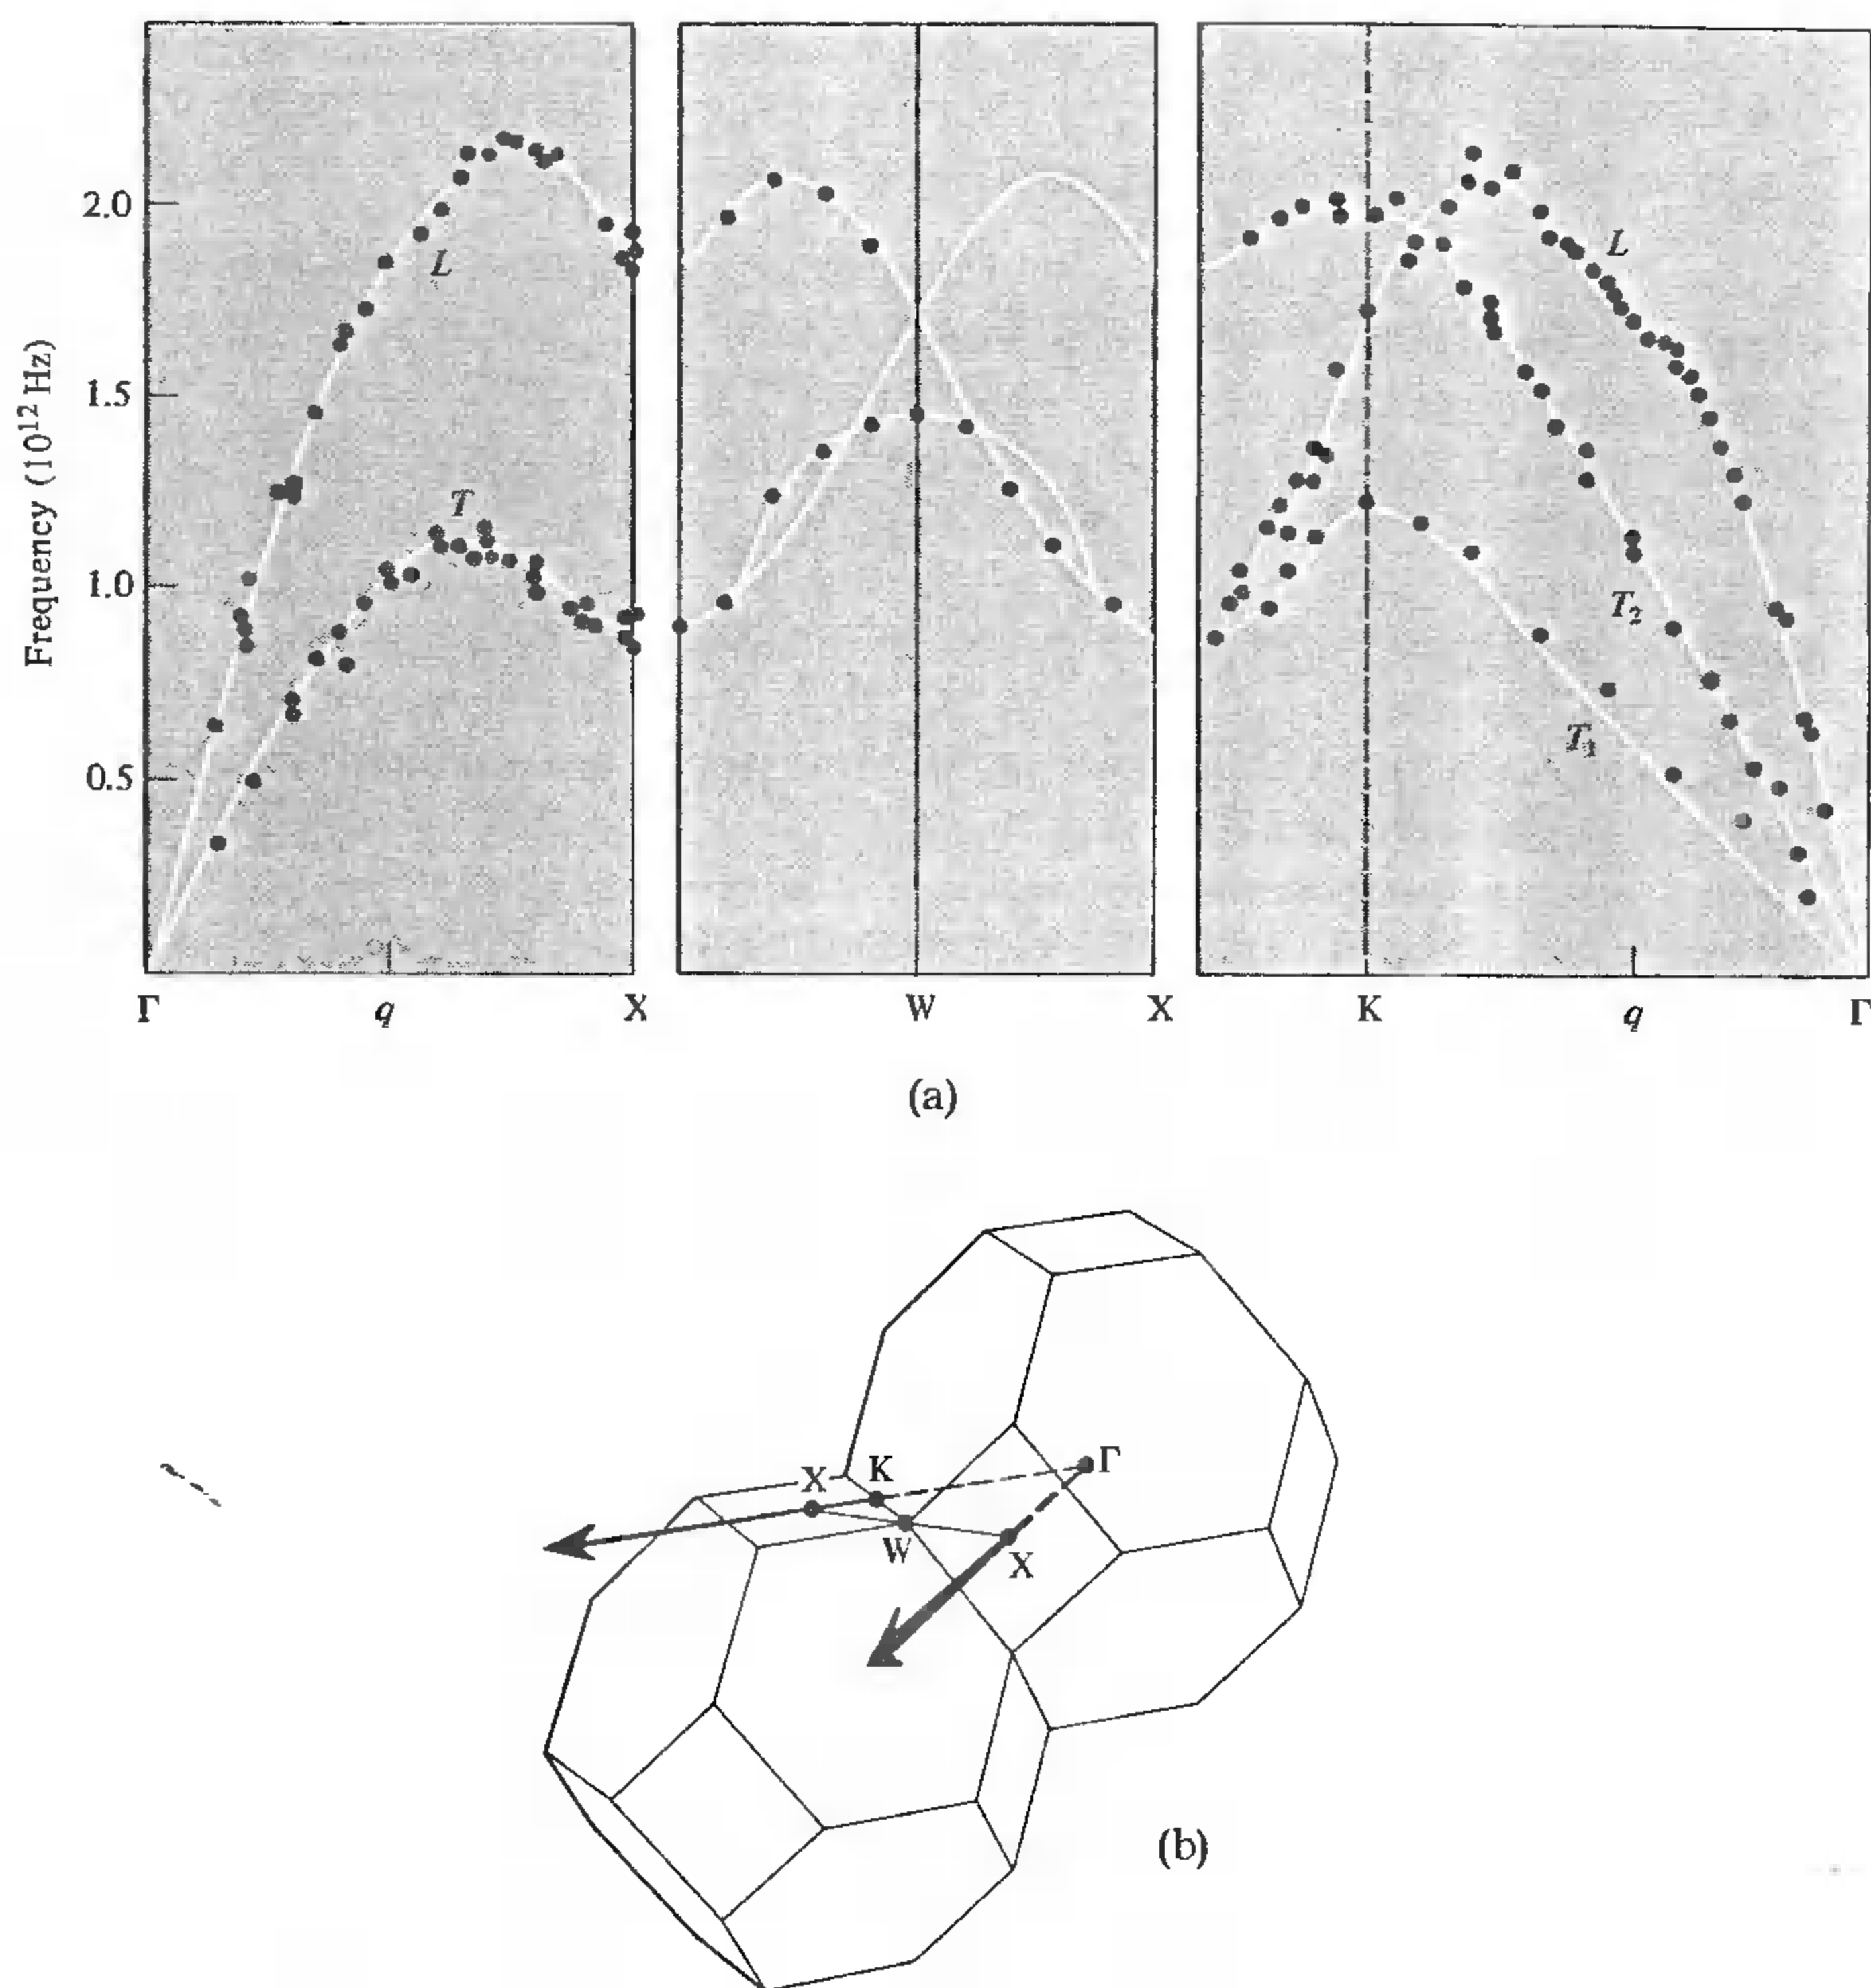 Frequency (10¹² Hz)
2.0
1.5
1.0
0.5
L
T
L
T₂
T₁
Γ q X W X K q Γ
(a)
X K Γ
W X
(b)